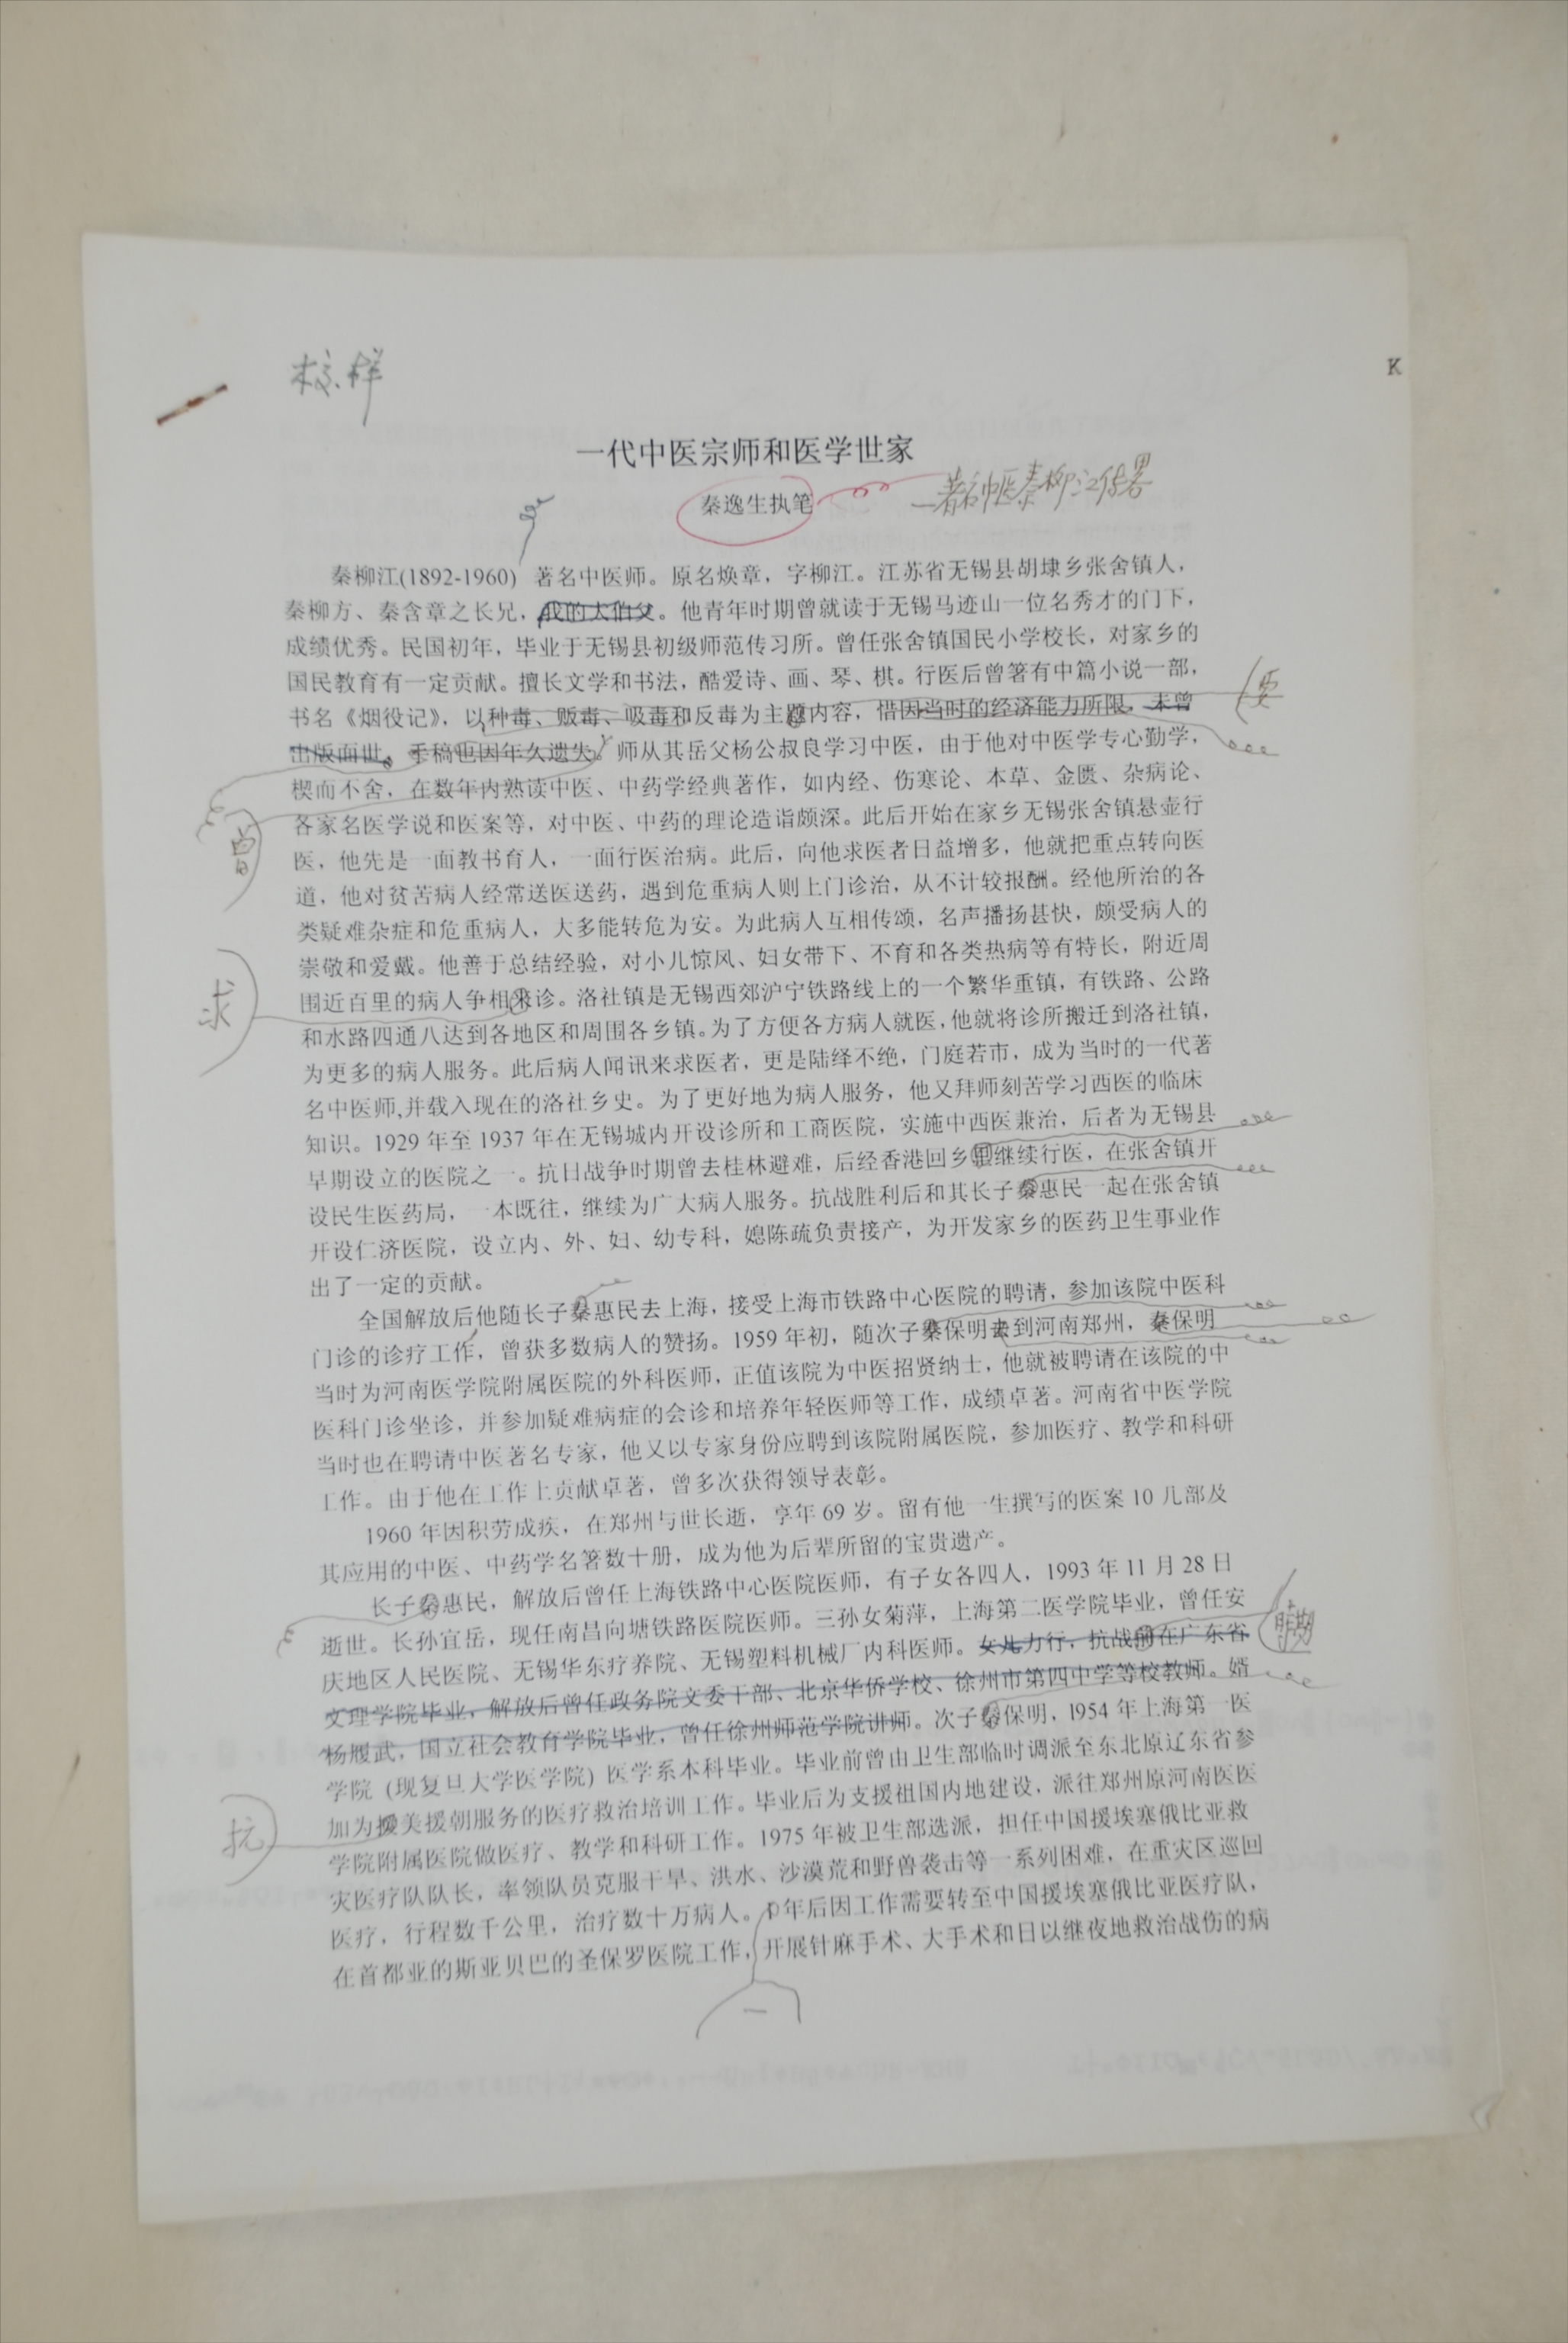 校样
K
一代中医宗师和医学世家
秦逸生执笔
—著名中医秦柳江传略
秦柳江(1892-1960) 著名中医师。原名焕章，字柳江。江苏省无锡县胡埭乡张舍镇人，
秦柳方、秦含章之长兄，我的大伯父。他青年时期曾就读于无锡马迹山一位名秀才的门下，
成绩优秀。民国初年，毕业于无锡县初级师范传习所。曾任张舍镇国民小学校长，对家乡的
国民教育有一定贡献。擅长文学和书法，酷爱诗、画、琴、棋。行医后曾箸有中篇小说一部，
书名《烟役记》，以种毒、贩毒、吸毒和反毒为主题内容，惜因当时的经济能力所限，未曾
出版面世。手稿也因年久遗失。师从其岳父杨公叔良学习中医，由于他对中医学专心勤学，
楔而不舍，在数年内熟读中医、中药学经典著作，如内经、伤寒论、本草、金匮、杂病论、
各家名医学说和医案等，对中医、中药的理论造诣颇深。此后开始在家乡无锡张舍镇悬壶行
曾
医，他先是一面教书育人，一面行医治病。此后，向他求医者日益增多，他就把重点转向医
道，他对贫苦病人经常送医送药，遇到危重病人则上门诊治，从不计较报酬。经他所治的各
类疑难杂症和危重病人，大多能转危为安。为此病人互相传颂，名声播扬甚快，颇受病人的
崇敬和爱戴。他善于总结经验，对小儿惊风、妇女带下、不育和各类热病等有特长，附近周
围近百里的病人争相来诊。洛社镇是无锡西郊沪宁铁路线上的一个繁华重镇，有铁路、公路
求
和水路四通八达到各地区和周围各乡镇。为了方便各方病人就医，他就将诊所搬迁到洛社镇，
为更多的病人服务。此后病人闻讯来求医者，更是陆绎不绝，门庭若市，成为当时的一代著
名中医师,并载入现在的洛社乡史。为了更好地为病人服务，他又拜师刻苦学习西医的临床
知识。1929 年至 1937 年在无锡城内开设诊所和工商医院，实施中西医兼治，后者为无锡县
早期设立的医院之一。抗日战争时期曾去桂林避难，后经香港回乡里继续行医，在张舍镇开
设民生医药局，一本既往，继续为广大病人服务。抗战胜利后和其长子秦惠民一起在张舍镇
开设仁济医院，设立内、外、妇、幼专科，媳陈疏负责接产，为开发家乡的医药卫生事业作
出了一定的贡献。
全国解放后他随长子秦惠民去上海，接受上海市铁路中心医院的聘请，参加该院中医科
门诊的诊疗工作，曾获多数病人的赞扬。1959 年初，随次子秦保明去到河南郑州，秦保明
当时为河南医学院附属医院的外科医师，正值该院为中医招贤纳士，他就被聘请在该院的中
医科门诊坐诊，并参加疑难病症的会诊和培养年轻医师等工作，成绩卓著。河南省中医学院
当时也在聘请中医著名专家，他又以专家身份应聘到该院附属医院，参加医疗、教学和科研
工作。由于他在工作上贡献卓著，曾多次获得领导表彰。
1960 年因积劳成疾，在郑州与世长逝，享年 69 岁。留有他一生撰写的医案 10 几部及
其应用的中医、中药学名箸数十册，成为他为后辈所留的宝贵遗产。
长子秦惠民，解放后曾任上海铁路中心医院医师，有子女各四人，1993 年 11 月 28 日
逝世。长孙宜岳，现任南昌向塘铁路医院医师。三孙女菊萍，上海第二医学院毕业，曾任安
庆地区人民医院、无锡华东疗养院、无锡塑料机械厂内科医师。女儿力行，抗战前在广东省
时期
文理学院毕业，解放后曾任政务院文委干部、北京华侨学校、徐州市第四中学等校教师。婿
杨履武，国立社会教育学院毕业，曾任徐州师范学院讲师。次子秦保明，1954 年上海第一医
学院 (现复旦大学医学院) 医学系本科毕业。毕业前曾由卫生部临时调派至东北原辽东省参
加为援美援朝服务的医疗救治培训工作。毕业后为支援祖国内地建设，派往郑州原河南医医
抗
学院附属医院做医疗、教学和科研工作。1975 年被卫生部选派，担任中国援埃塞俄比亚救
灾医疗队队长，率领队员克服干旱、洪水、沙漠荒和野兽袭击等一系列困难，在重灾区巡回
医疗，行程数千公里，治疗数十万病人。中年后因工作需要转至中国援埃塞俄比亚医疗队，
在首都亚的斯亚贝巴的圣保罗医院工作，开展针麻手术、大手术和日以继夜地救治战伤的病
一